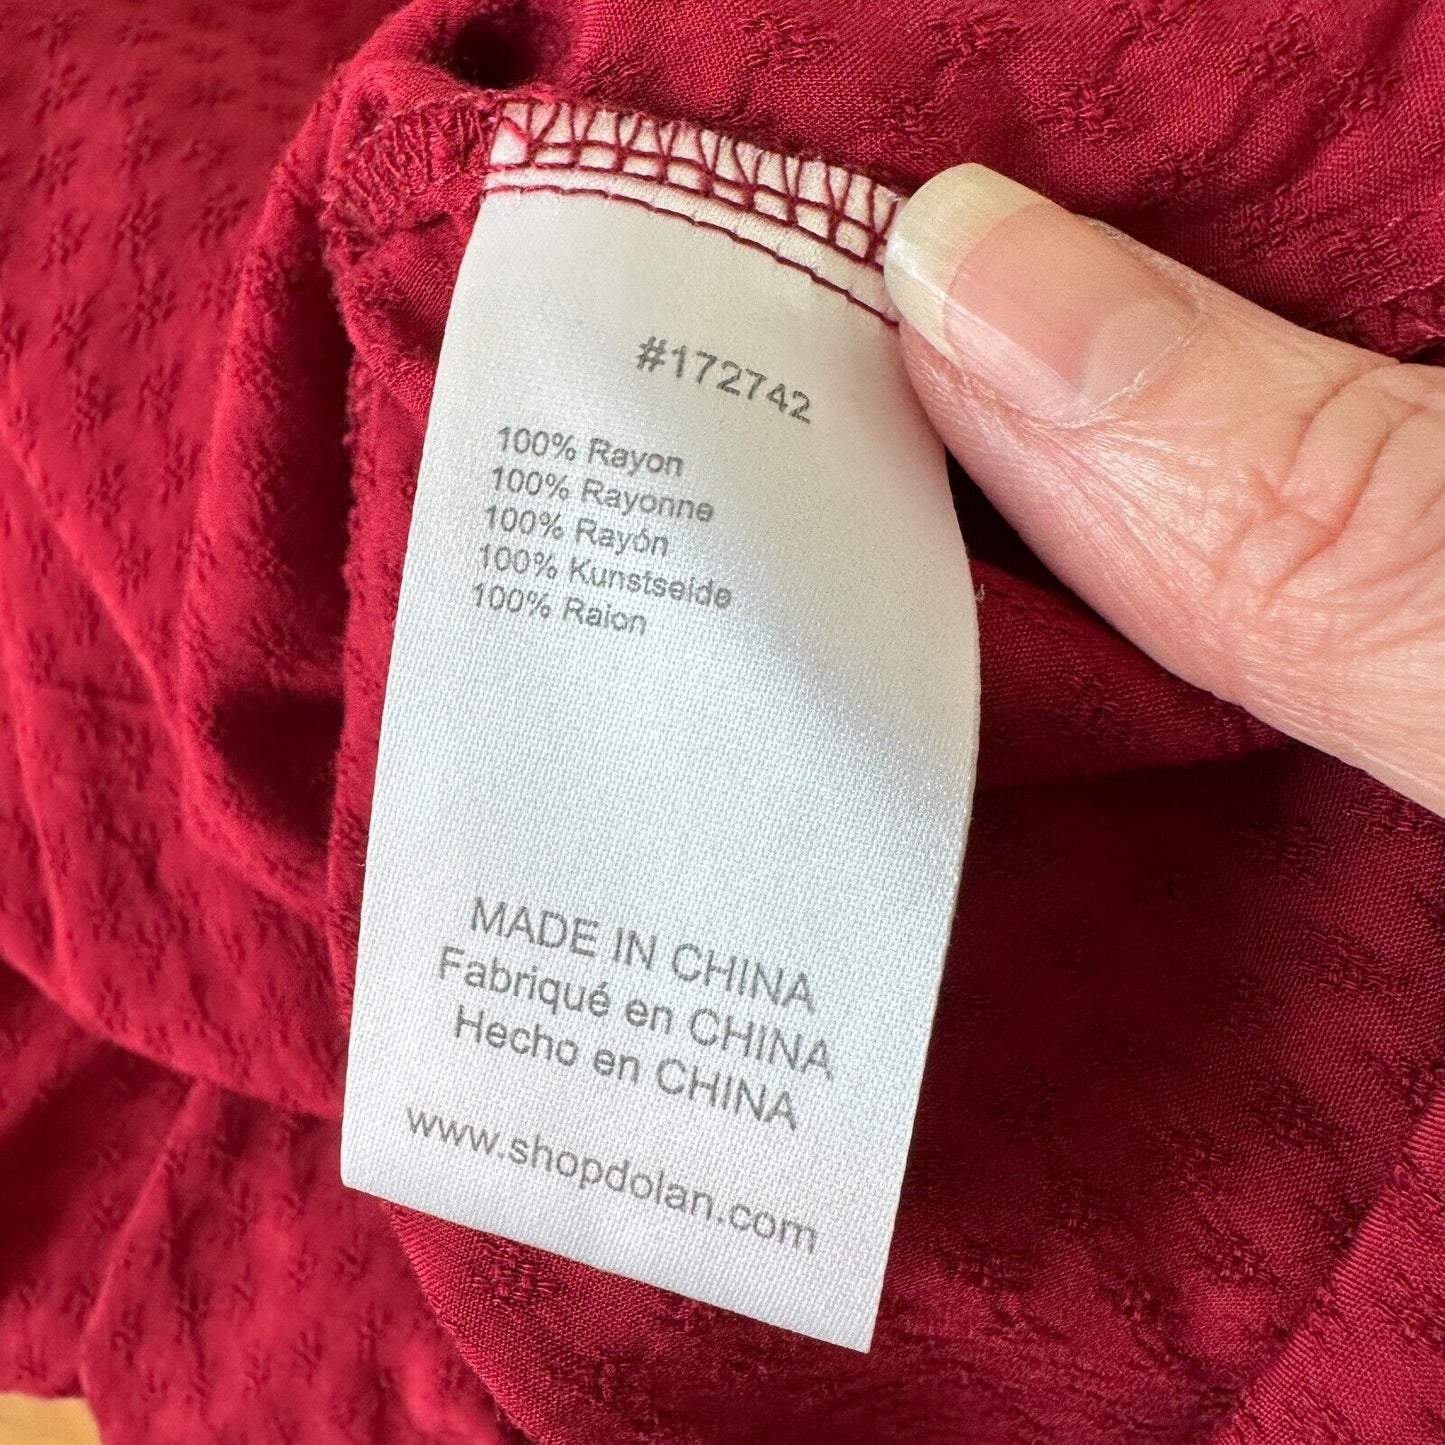 #172742
100% Rayon
100% Rayonne
100% Rayón
100% Kunstseide
100% Raion
MADE IN CHINA
Fabriqué en CHINA
Hecho en CHINA
www.shopdolan.com